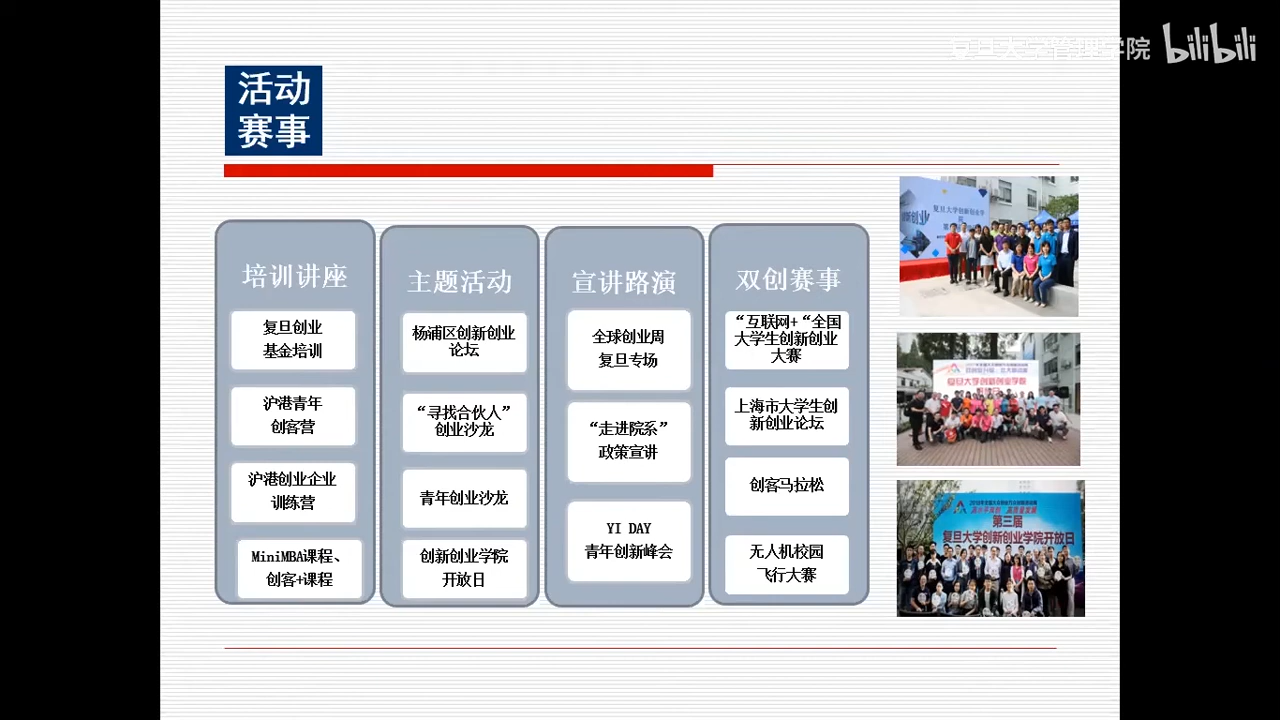 复旦大学管理学院 bilibili
活动
赛事
培训讲座
复旦创业
基金培训
沪港青年
创客营
沪港创业企业
训练营
MiniMBA课程、
创客+课程
主题活动
杨浦区创新创业
论坛
“寻找合伙人”
创业沙龙
青年创业沙龙
创新创业学院
开放日
宣讲路演
全球创业周
复旦专场
“走进院系”
政策宣讲
YI DAY
青年创新峰会
双创赛事
“互联网+“全国
大学生创新创业
大赛
上海市大学生创
新创业论坛
创客马拉松
无人机校园
飞行大赛
复旦大学创新创业学
院
复旦大学创新创业学院
第三届
复旦大学创新创业学院开放日